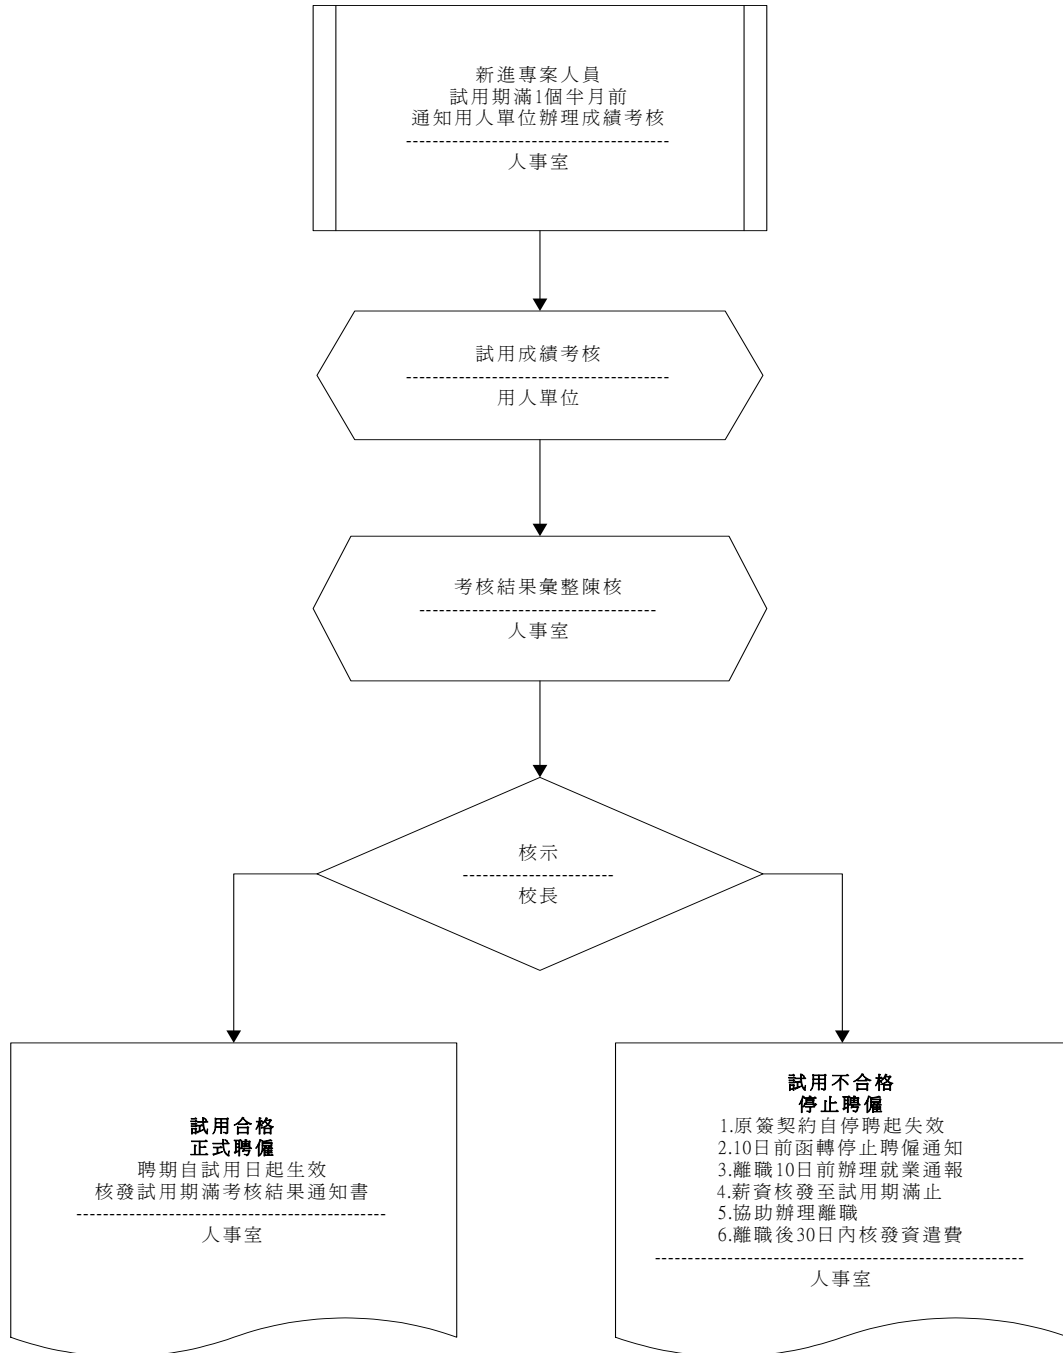 新進專案人員
試用期滿1個半月前
通知用人單位辦理成績考核
人事室
試用成績考核
用人單位
考核結果彙整陳核
人事室
核示
校長
試用合格
正式聘僱
聘期自試用日起生效
核發試用期滿考核結果通知書
人事室
試用不合格
停止聘僱
1.原簽契約自停聘起失效
2.10日前函轉停止聘僱通知
3.離職10日前辦理就業通報
4.薪資核發至試用期滿止
5.協助辦理離職
6.離職後30日內核發資遣費
人事室